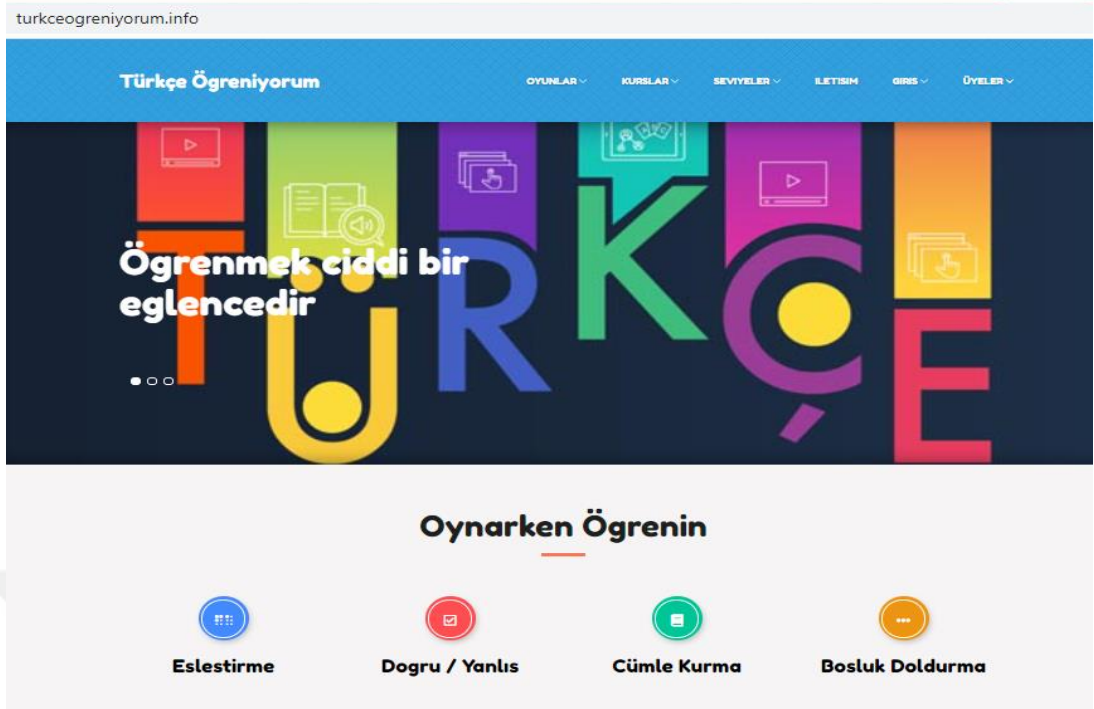 turkceogreniyorum.info
Türkçe Ögreniyorum OYUNLAR KURSLAR SEVIYELER ILETISIM GIRIS ÜYELER
TÜRKÇE
Ögrenmek ciddi bir
eglencedir
Oynarken Ögrenin
Eslestirme Dogru / Yanlıs Cümle Kurma Bosluk Doldurma